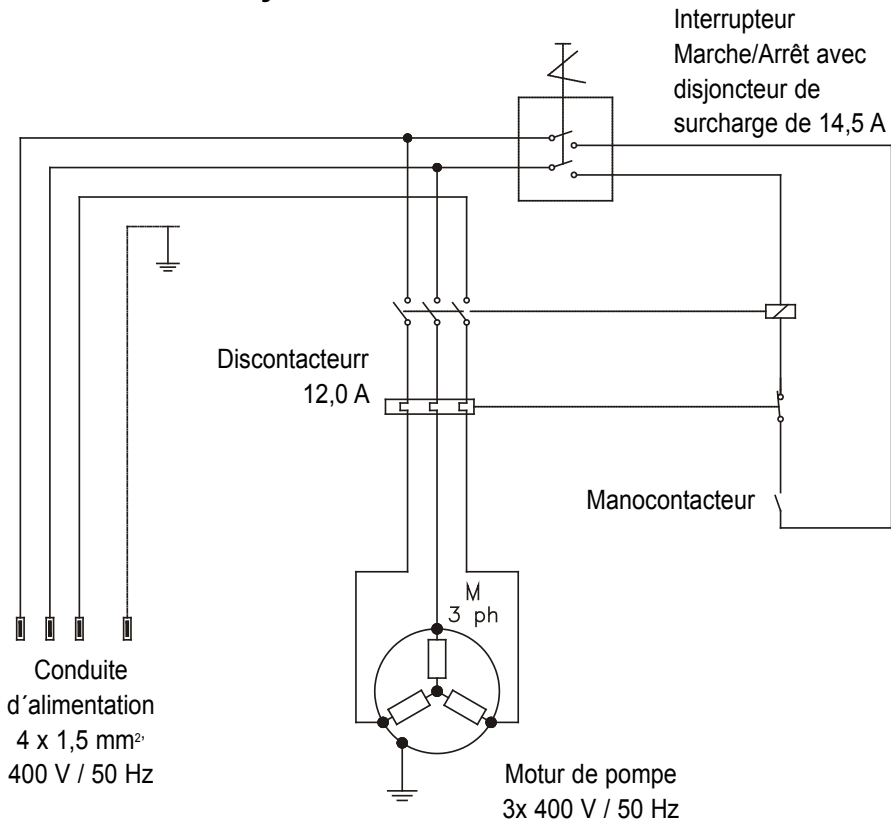 Interrupteur
Marche/Arrêt avec
disjoncteur de
surcharge de 14,5 A
Discontacteurr
12,0 A
Manocontacteur
M
3 ph
Conduite
d´alimentation
4 x 1,5 mm²,
400 V / 50 Hz
Motur de pompe
3x 400 V / 50 Hz